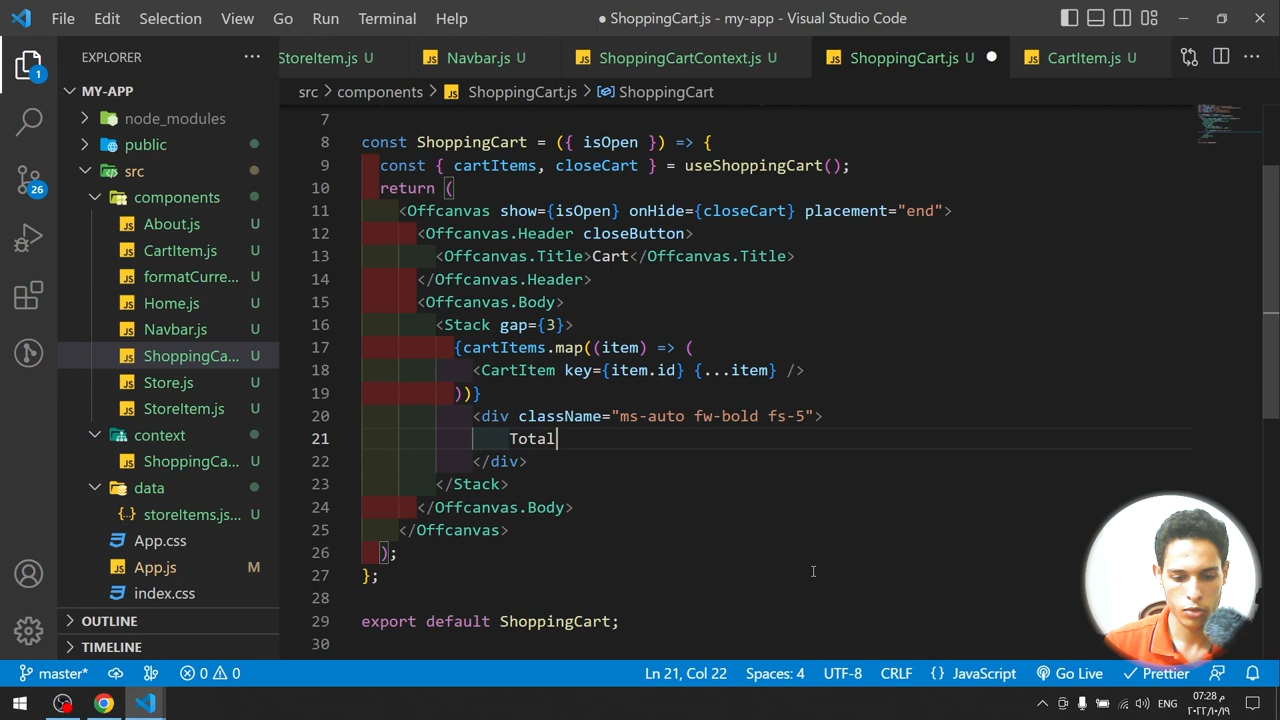 File Edit Selection View Go Run Terminal Help ● ShoppingCart.js - my-app - Visual Studio Code
EXPLORER ···
StoreItem.js U Navbar.js U ShoppingCartContext.js U ShoppingCart.js U ● CartItem.js U ···
MY-APP
src > components > ShoppingCart.js > ShoppingCart
node_modules
public
src
components
About.js U
CartItem.js U
formatCurre... U
Home.js U
Navbar.js U
ShoppingCa... U
Store.js U
StoreItem.js U
context
ShoppingCa... U
data
storeItems.js... U
App.css
App.js M
index.css
OUTLINE
TIMELINE
1
26
7
8 const ShoppingCart = ({ isOpen }) => {
9 const { cartItems, closeCart } = useShoppingCart();
10 return (
11 <Offcanvas show={isOpen} onHide={closeCart} placement="end">
12 <Offcanvas.Header closeButton>
13 <Offcanvas.Title>Cart</Offcanvas.Title>
14 </Offcanvas.Header>
15 <Offcanvas.Body>
16 <Stack gap={3}>
17 {cartItems.map((item) => (
18 <CartItem key={item.id} {...item} />
19 ))}
20 <div className="ms-auto fw-bold fs-5">
21 Total
22 </div>
23 </Stack>
24 </Offcanvas.Body>
25 </Offcanvas>
26 );
27 };
28
29 export default ShoppingCart;
30
master* 0 0 Ln 21, Col 22 Spaces: 4 UTF-8 CRLF {} JavaScript Go Live Prettier
ENG 07:28 م
٢٠٢٢/١٠/١٩